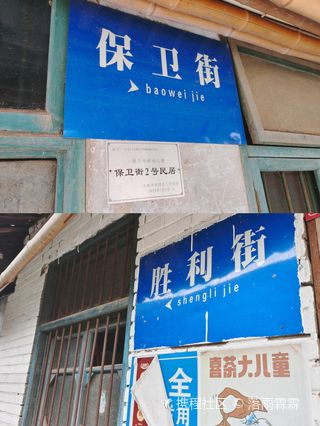 保卫街
baowei jie
保卫街2号民居
胜利街
shengli jie
全
用
喜茶大儿童
携程社区 @ 洛雨霖霖